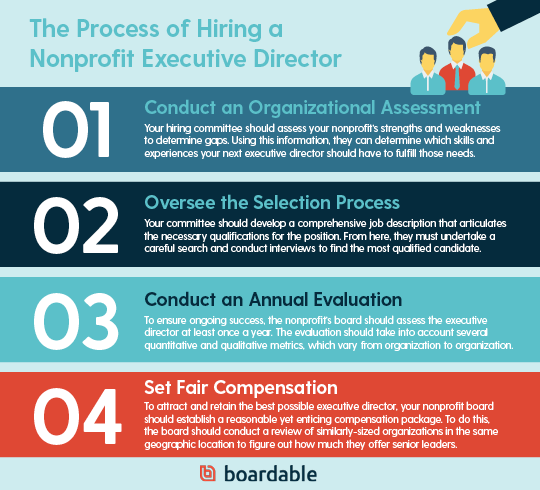 The Process of Hiring a
Nonprofit Executive Director
01
Conduct an Organizational Assessment
Your hiring committee should assess your nonprofit's strengths and weaknesses
to determine gaps. Using this information, they can determine which skills and
experiences your next executive director should have to fulfill those needs.
02
Oversee the Selection Process
Your committee should develop a comprehensive job description that articulates
the necessary qualifications for the position. From here, they must undertake a
careful search and conduct interviews to find the most qualified candidate.
03
Conduct an Annual Evaluation
To ensure ongoing success, the nonprofit's board should assess the executive
director at least once a year. The evaluation should take into account several
quantitative and qualitative metrics, which vary from organization to organization.
04
Set Fair Compensation
To attract and retain the best possible executive director, your nonprofit board
should establish a reasonable yet enticing compensation package. To do this,
the board should conduct a review of similarly-sized organizations in the same
geographic location to figure out how much they offer senior leaders.
boardable